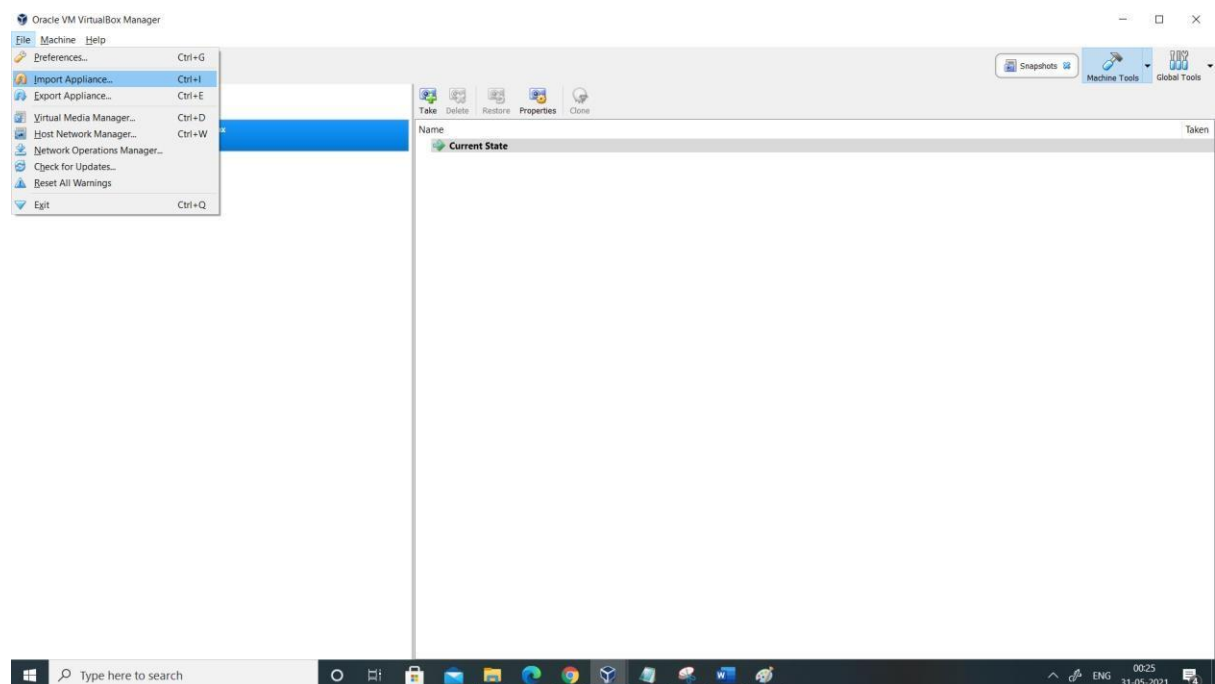 Oracle VM VirtualBox Manager
File Machine Help
Preferences... Ctrl+G
Import Appliance... Ctrl+I
Export Appliance... Ctrl+E
Virtual Media Manager... Ctrl+D
Host Network Manager... Ctrl+W
Network Operations Manager...
Check for Updates...
Reset All Warnings
Exit Ctrl+Q
Snapshots
Machine Tools
Global Tools
Take Delete Restore Properties Clone
Name Taken
Current State
Type here to search
W
ENG
00:25
31-05-2021
4